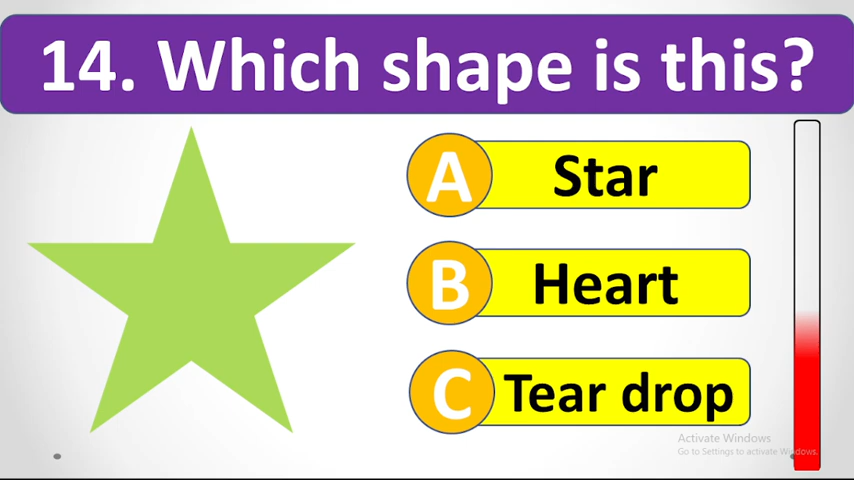 14. Which shape is this?
A Star
B Heart
C Tear drop
Activate Windows
Go to Settings to activate Windows.